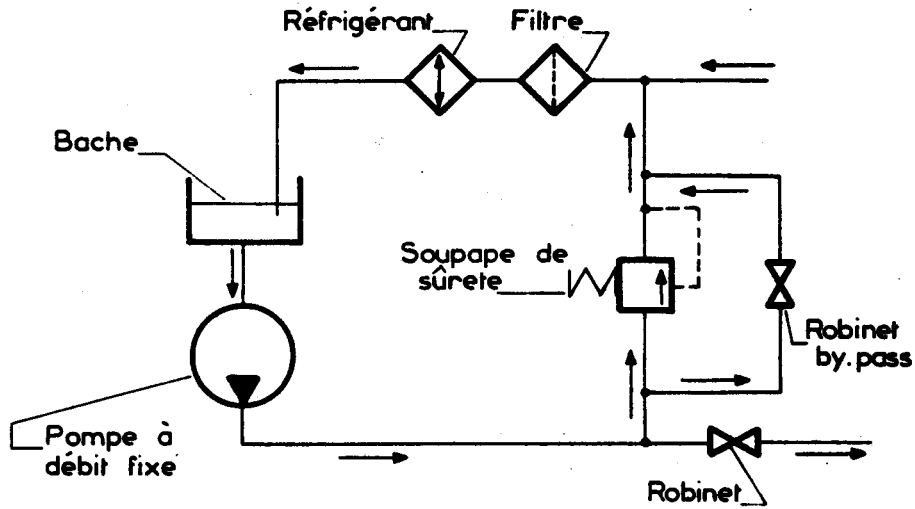 Réfrigérant
Filtre
Bache
Soupape de
sûrete
Robinet
by.pass
Pompe à
débit fixe
Robinet